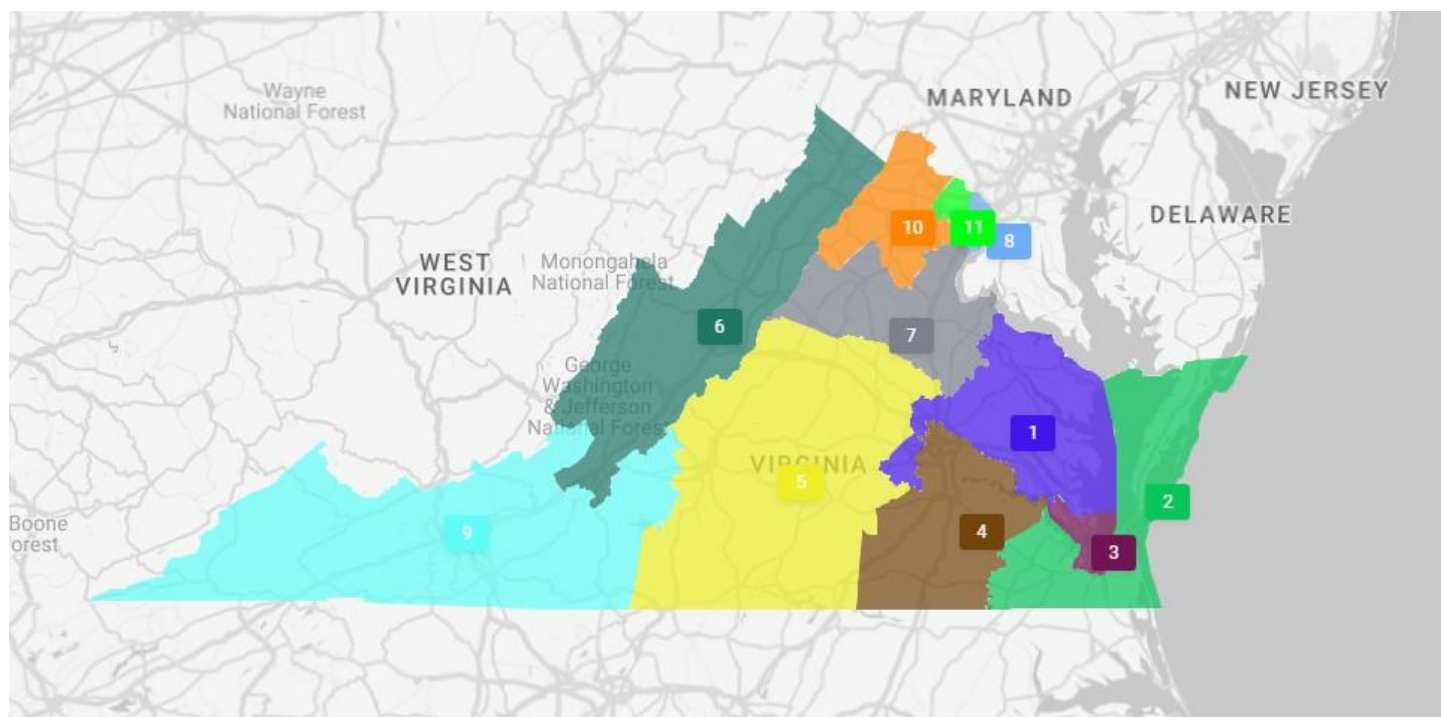 Wayne
National Forest
MARYLAND
NEW JERSEY
DELAWARE
10
11
8
WEST
VIRGINIA
Monongahela
National Forest
6
7
George
Washington
& Jefferson
National Forest
1
VIRGINIA
5
2
9
4
3
Boone
orest